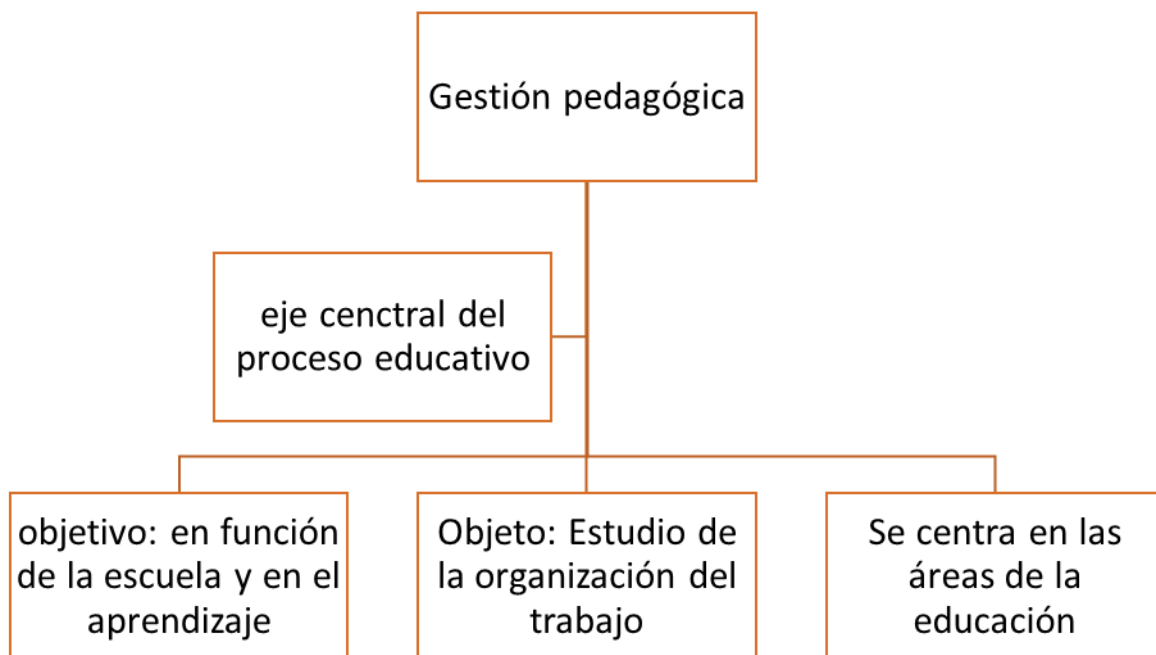 Gestión pedagógica
eje cenctral del
proceso educativo
objetivo: en función
de la escuela y en el
aprendizaje
Objeto: Estudio de
la organización del
trabajo
Se centra en las
áreas de la
educación